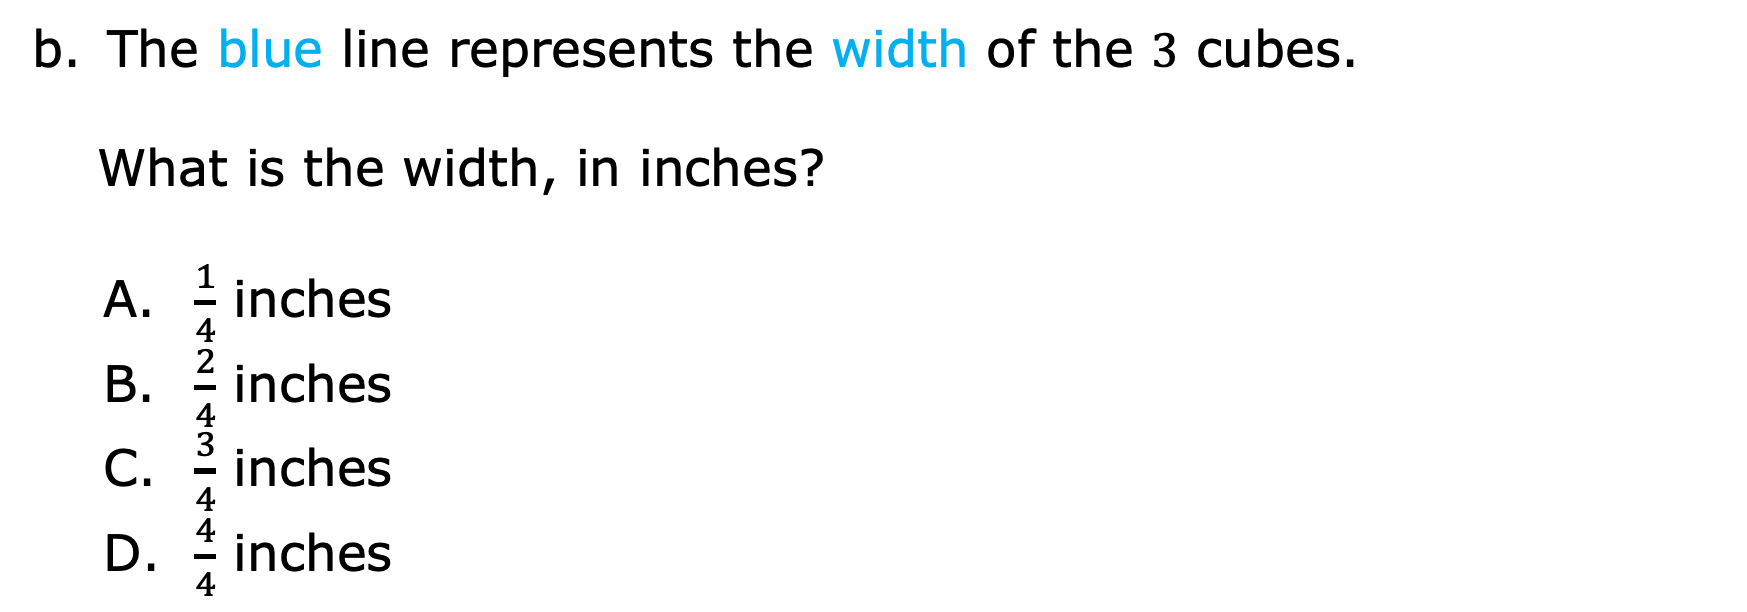 b. The blue line represents the width of the 3 cubes.
What is the width, in inches?
A. 1/4 inches
B. 2/4 inches
C. 3/4 inches
D. 4/4 inches